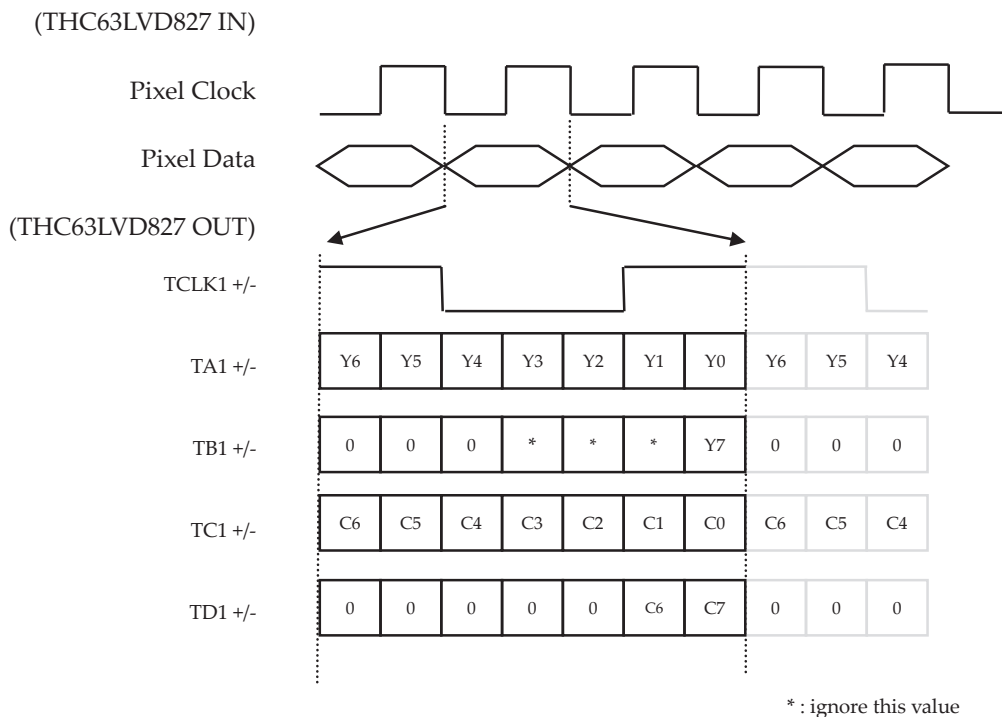 (THC63LVD827 IN)
Pixel Clock
Pixel Data
(THC63LVD827 OUT)
TCLK1 +/-
TA1 +/- Y6 Y5 Y4 Y3 Y2 Y1 Y0 Y6 Y5 Y4
TB1 +/- 0 0 0 * * * Y7 0 0 0
TC1 +/- C6 C5 C4 C3 C2 C1 C0 C6 C5 C4
TD1 +/- 0 0 0 0 0 C6 C7 0 0 0
* : ignore this value